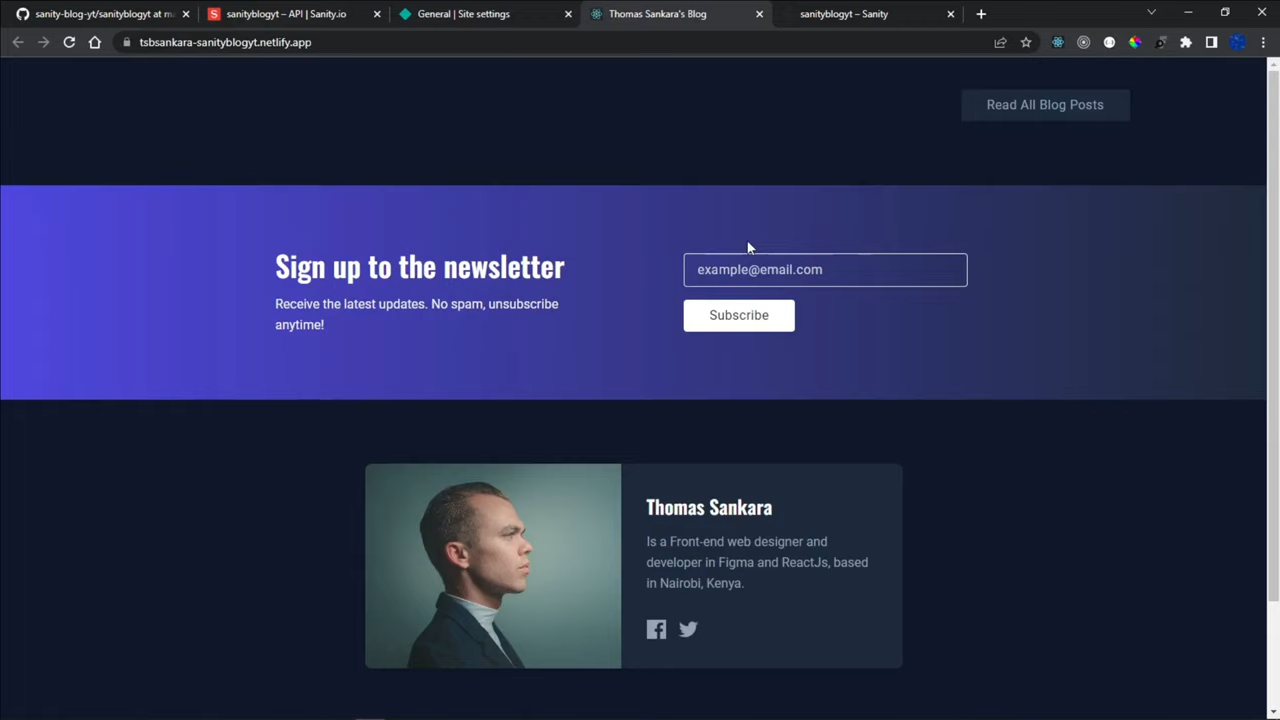 sanity-blog-yt/sanityblogyt at ma
sanityblogyt – API | Sanity.io
General | Site settings
Thomas Sankara's Blog
sanityblogyt – Sanity
tsbsankara-sanityblogyt.netlify.app
Read All Blog Posts
Sign up to the newsletter
Receive the latest updates. No spam, unsubscribe
anytime!
example@email.com
Subscribe
Thomas Sankara
Is a Front-end web designer and
developer in Figma and ReactJs, based
in Nairobi, Kenya.